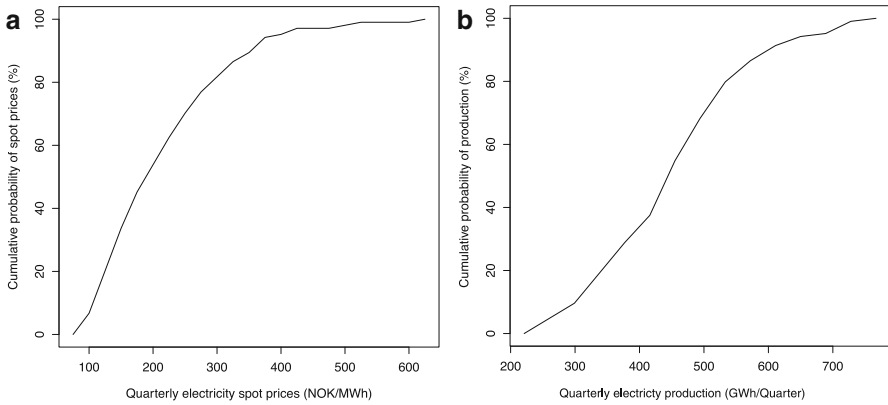 a
Cumulative probability of spot prices (%)
100
80
60
40
20
0
100 200 300 400 500 600
Quarterly electricity spot prices (NOK/MWh)
b
Cumulative probability of production (%)
100
80
60
40
20
0
200 300 400 500 600 700
Quarterly electricty production (GWh/Quarter)